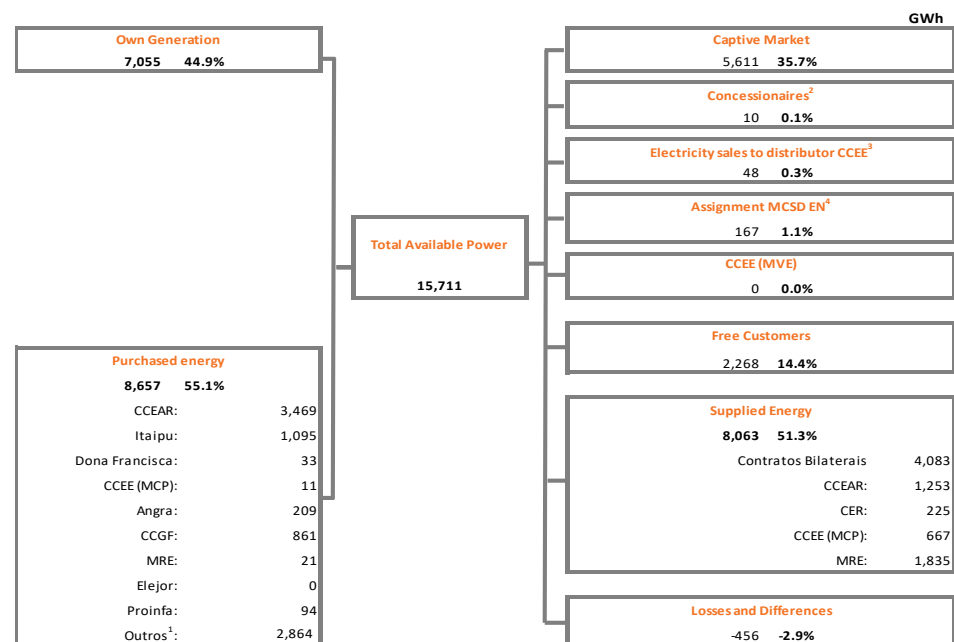 GWh
Own Generation
7,055 44.9%
Purchased energy
8,657 55.1%
CCEAR: 3,469
Itaipu: 1,095
Dona Francisca: 33
CCEE (MCP): 11
Angra: 209
CCGF: 861
MRE: 21
Elejor: 0
Proinfa: 94
Outros¹: 2,864
Total Available Power
15,711
Captive Market
5,611 35.7%
Concessionaires²
10 0.1%
Electricity sales to distributor CCEE³
48 0.3%
Assignment MCSD EN⁴
167 1.1%
CCEE (MVE)
0 0.0%
Free Customers
2,268 14.4%
Supplied Energy
8,063 51.3%
Contratos Bilaterais 4,083
CCEAR: 1,253
CER: 225
CCEE (MCP): 667
MRE: 1,835
Losses and Differences
-456 -2.9%